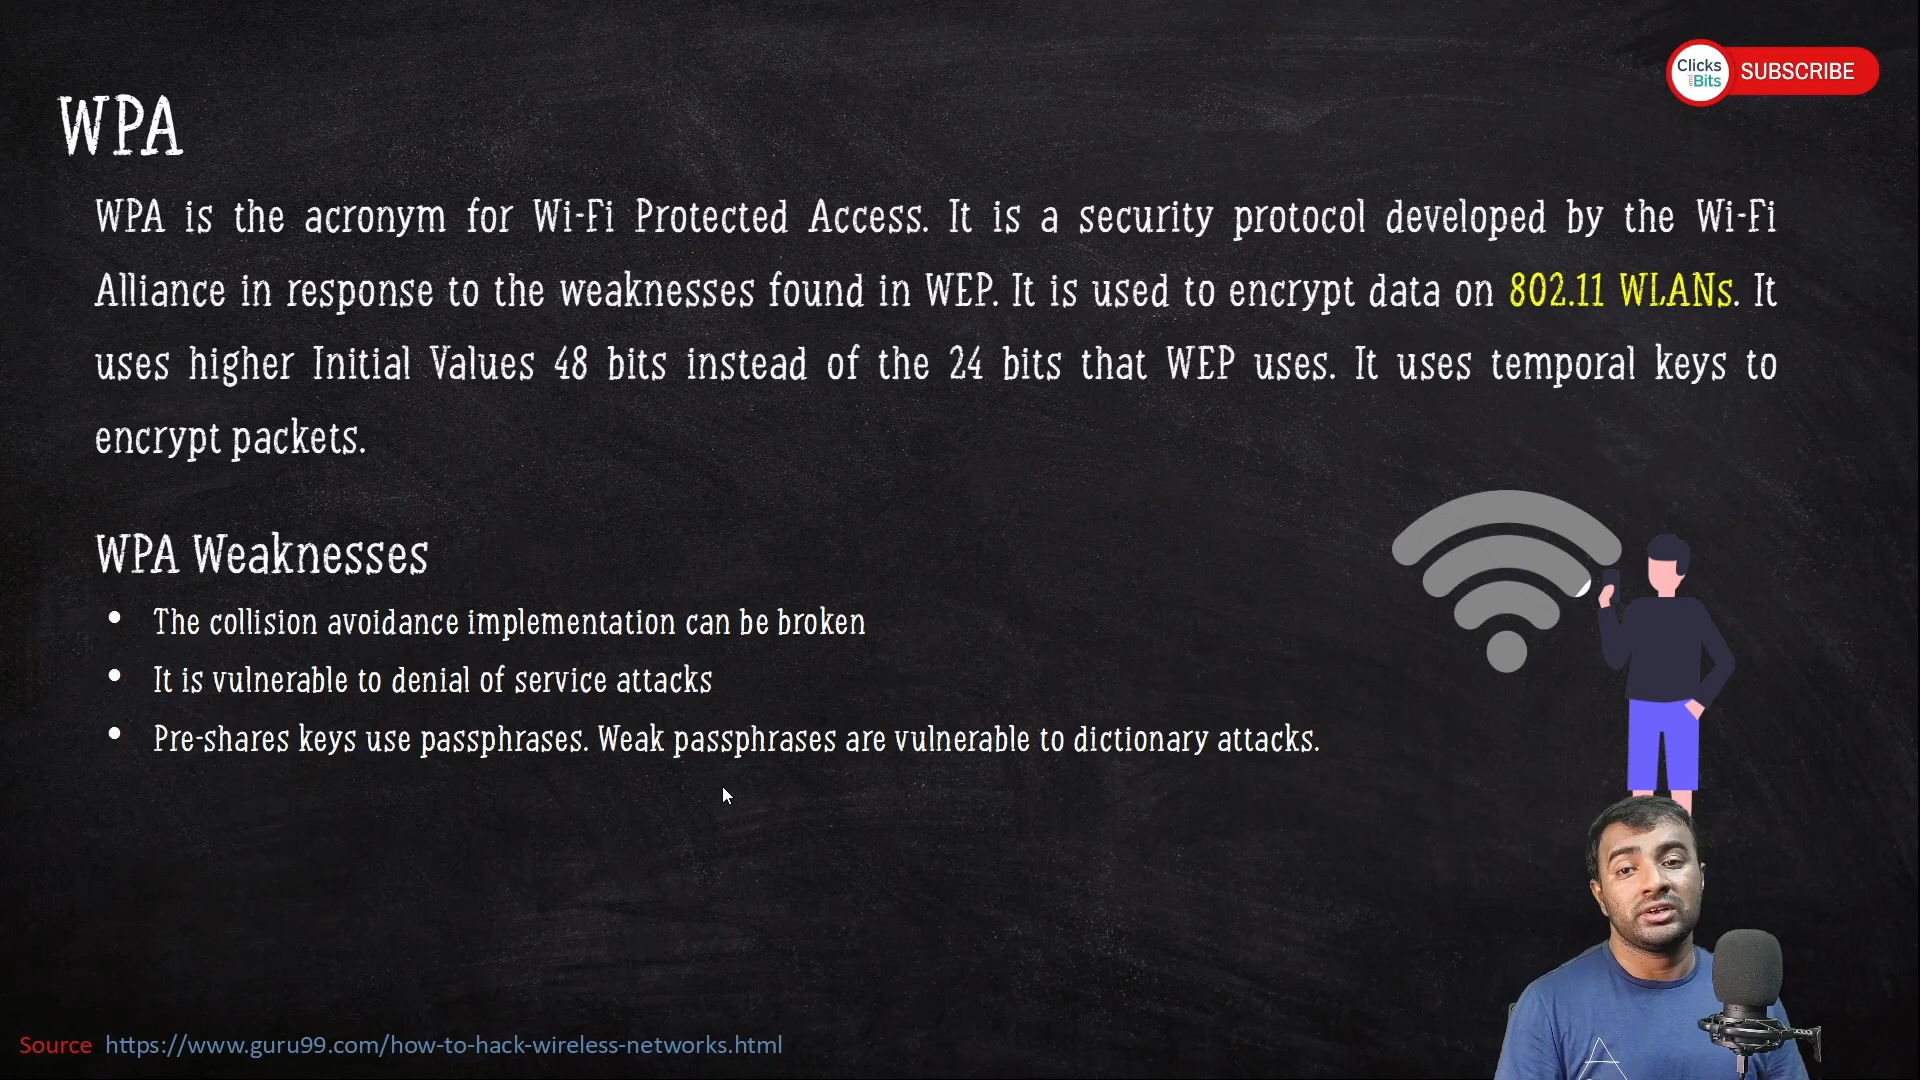 Clicks
and
Bits
SUBSCRIBE
WPA
WPA is the acronym for Wi-Fi Protected Access. It is a security protocol developed by the Wi-Fi
Alliance in response to the weaknesses found in WEP. It is used to encrypt data on 802.11 WLANs. It
uses higher Initial Values 48 bits instead of the 24 bits that WEP uses. It uses temporal keys to
encrypt packets.
WPA Weaknesses
• The collision avoidance implementation can be broken
• It is vulnerable to denial of service attacks
• Pre-shares keys use passphrases. Weak passphrases are vulnerable to dictionary attacks.
Source https://www.guru99.com/how-to-hack-wireless-networks.html